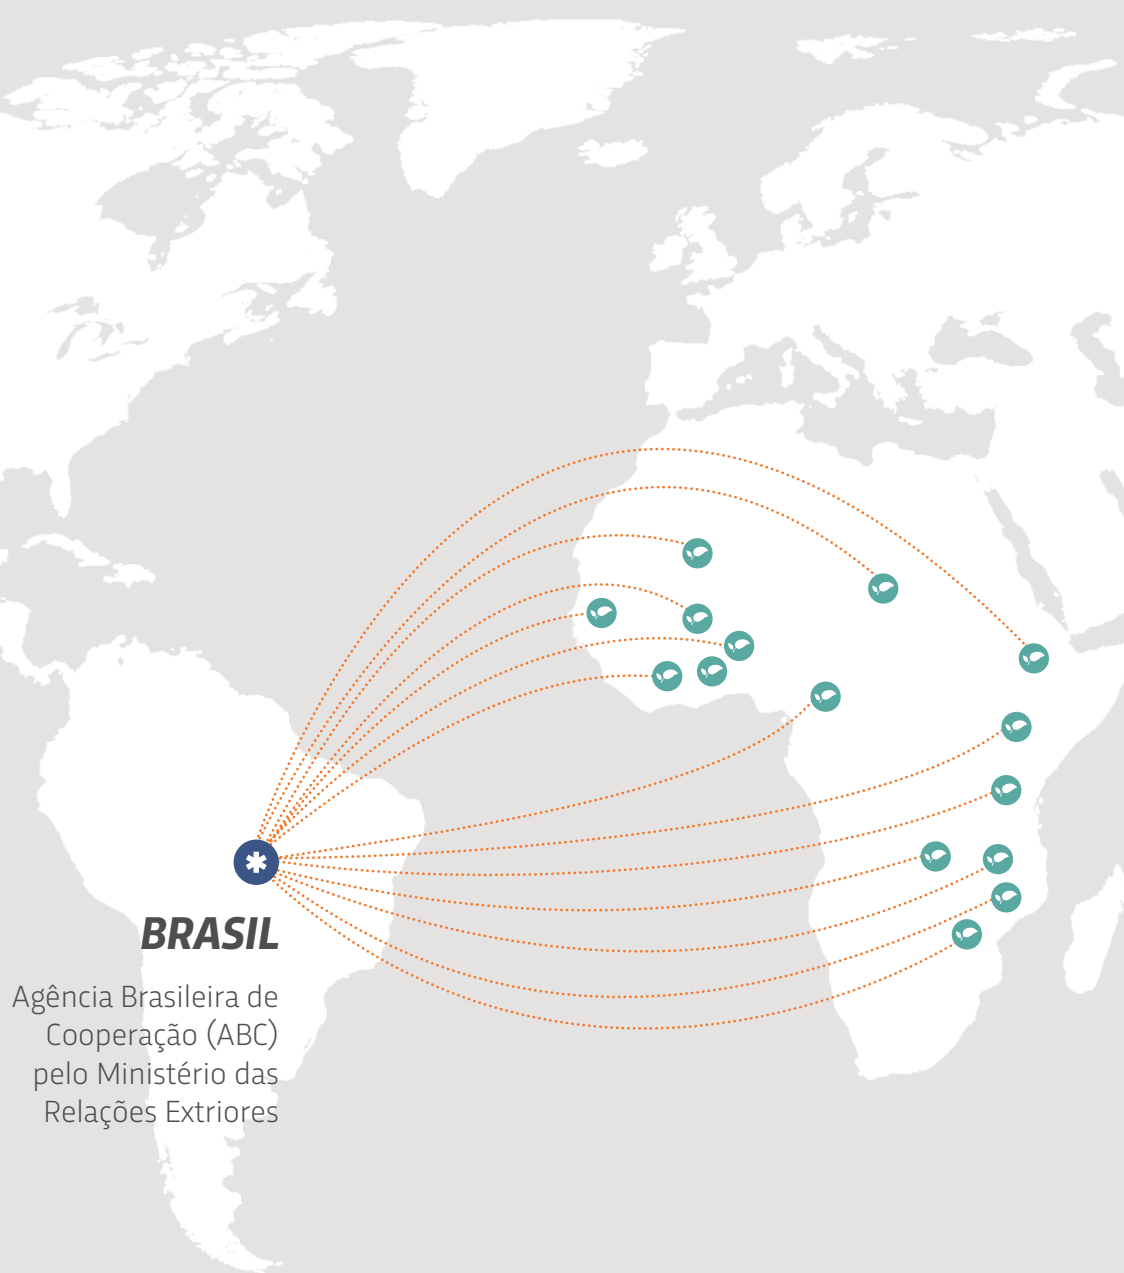 BRASIL
Agência Brasileira de
Cooperação (ABC)
pelo Ministério das
Relações Extriores